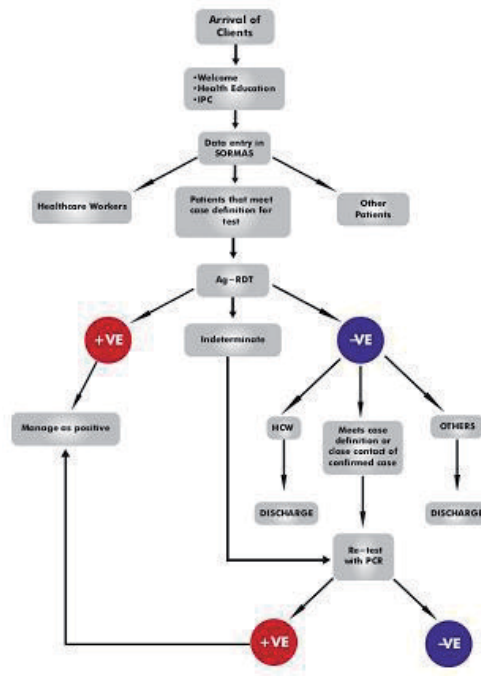 Arrival of
Clients
•Welcome
•Health Education
•IPC
Data entry in
SORMAS
Healthcare Workers
Patients that meet
case definition for
test
Other
Patients
Ag-RDT
+VE
Indeterminate
-VE
Manage as positive
HCW
Meets case
definition or
close contact of
confirmed case
OTHERS
DISCHARGE
DISCHARGE
Re-test
with PCR
+VE
-VE